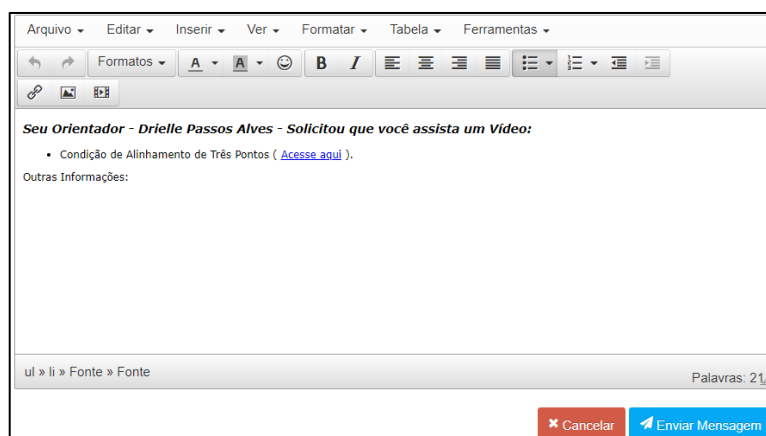 Arquivo Editar Inserir Ver Formatar Tabela Ferramentas
Formatos A A B I
Seu Orientador - Drielle Passos Alves - Solicitou que você assista um Vídeo:
• Condição de Alinhamento de Três Pontos ( Acesse aqui ).
Outras Informações:
ul » li » Fonte » Fonte
Palavras: 21
Cancelar Enviar Mensagem